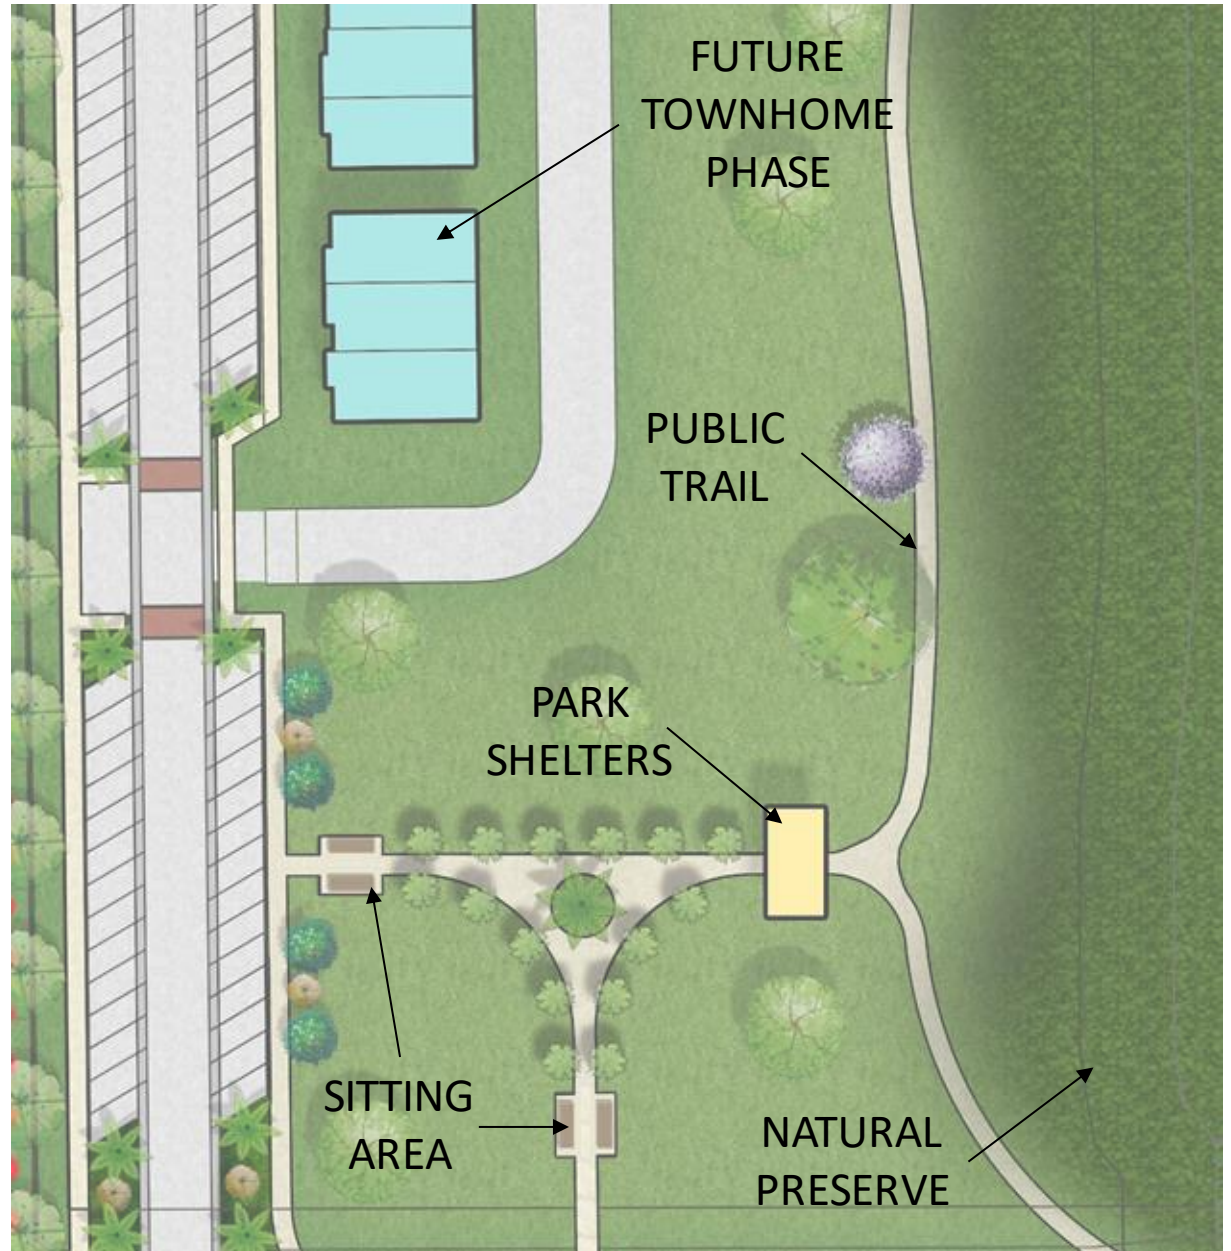 FUTURE
TOWNHOME
PHASE
PUBLIC
TRAIL
PARK
SHELTERS
SITTING
AREA
NATURAL
PRESERVE